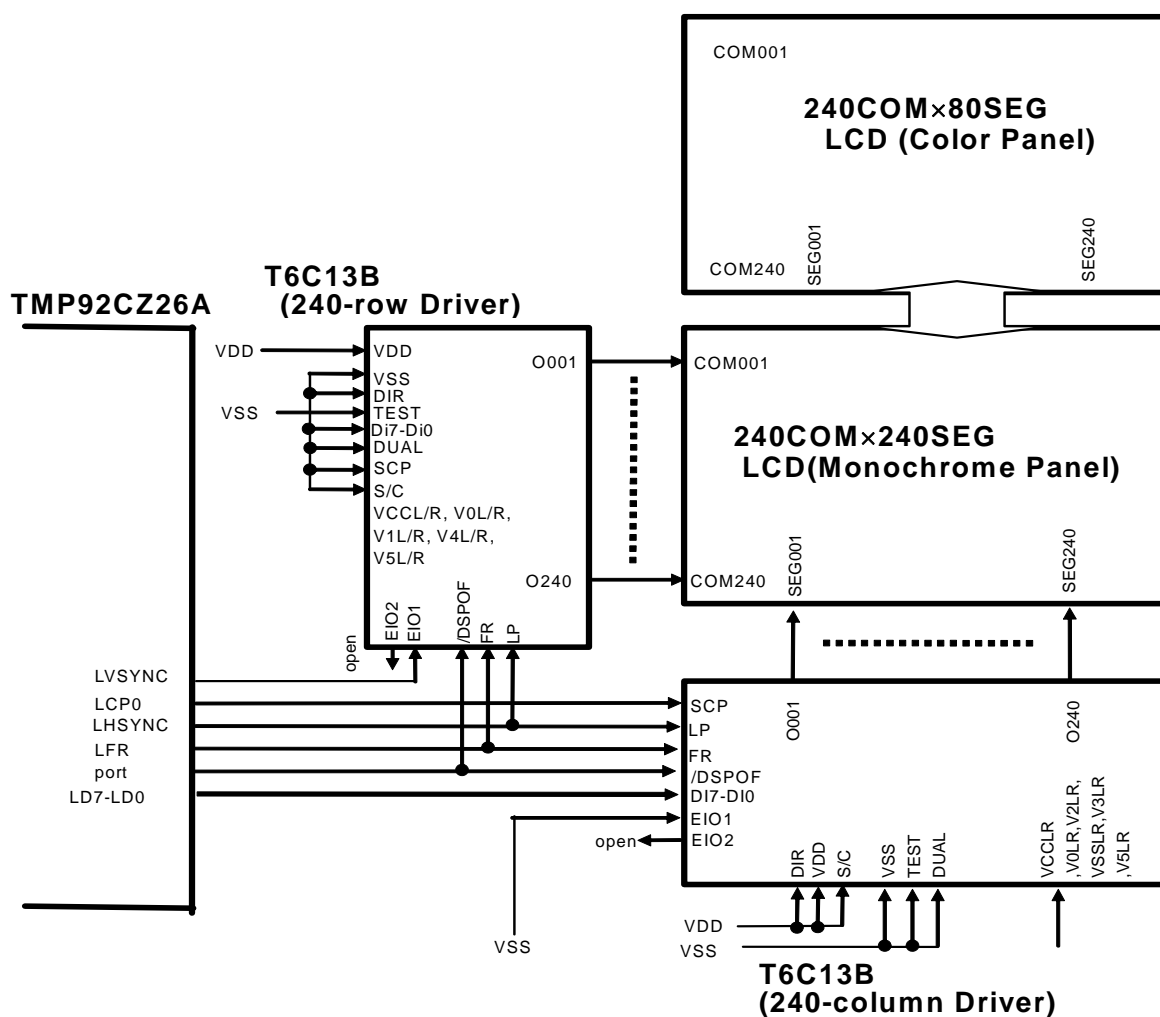 COM001
240COM×80SEG
LCD (Color Panel)
COM240
SEG001
SEG240
TMP92CZ26A
T6C13B
(240-row Driver)
VDD
VSS
VDD
VSS
DIR
TEST
Di7-Di0
DUAL
SCP
S/C
VCCL/R, V0L/R,
V1L/R, V4L/R,
V5L/R
O001
O240
open
EIO2
EIO1
/DSPOF
FR
LP
COM001
240COM×240SEG
LCD(Monochrome Panel)
COM240
SEG001
SEG240
LVSYNC
LCP0
LHSYNC
LFR
port
LD7-LD0
SCP
LP
FR
/DSPOF
DI7-DI0
EIO1
EIO2
open
VSS
O001
O240
DIR
VDD
S/C
VSS
TEST
DUAL
VCCLR
,V0LR,V2LR,
VSSLR,V3LR
,V5LR
VDD
VSS
T6C13B
(240-column Driver)